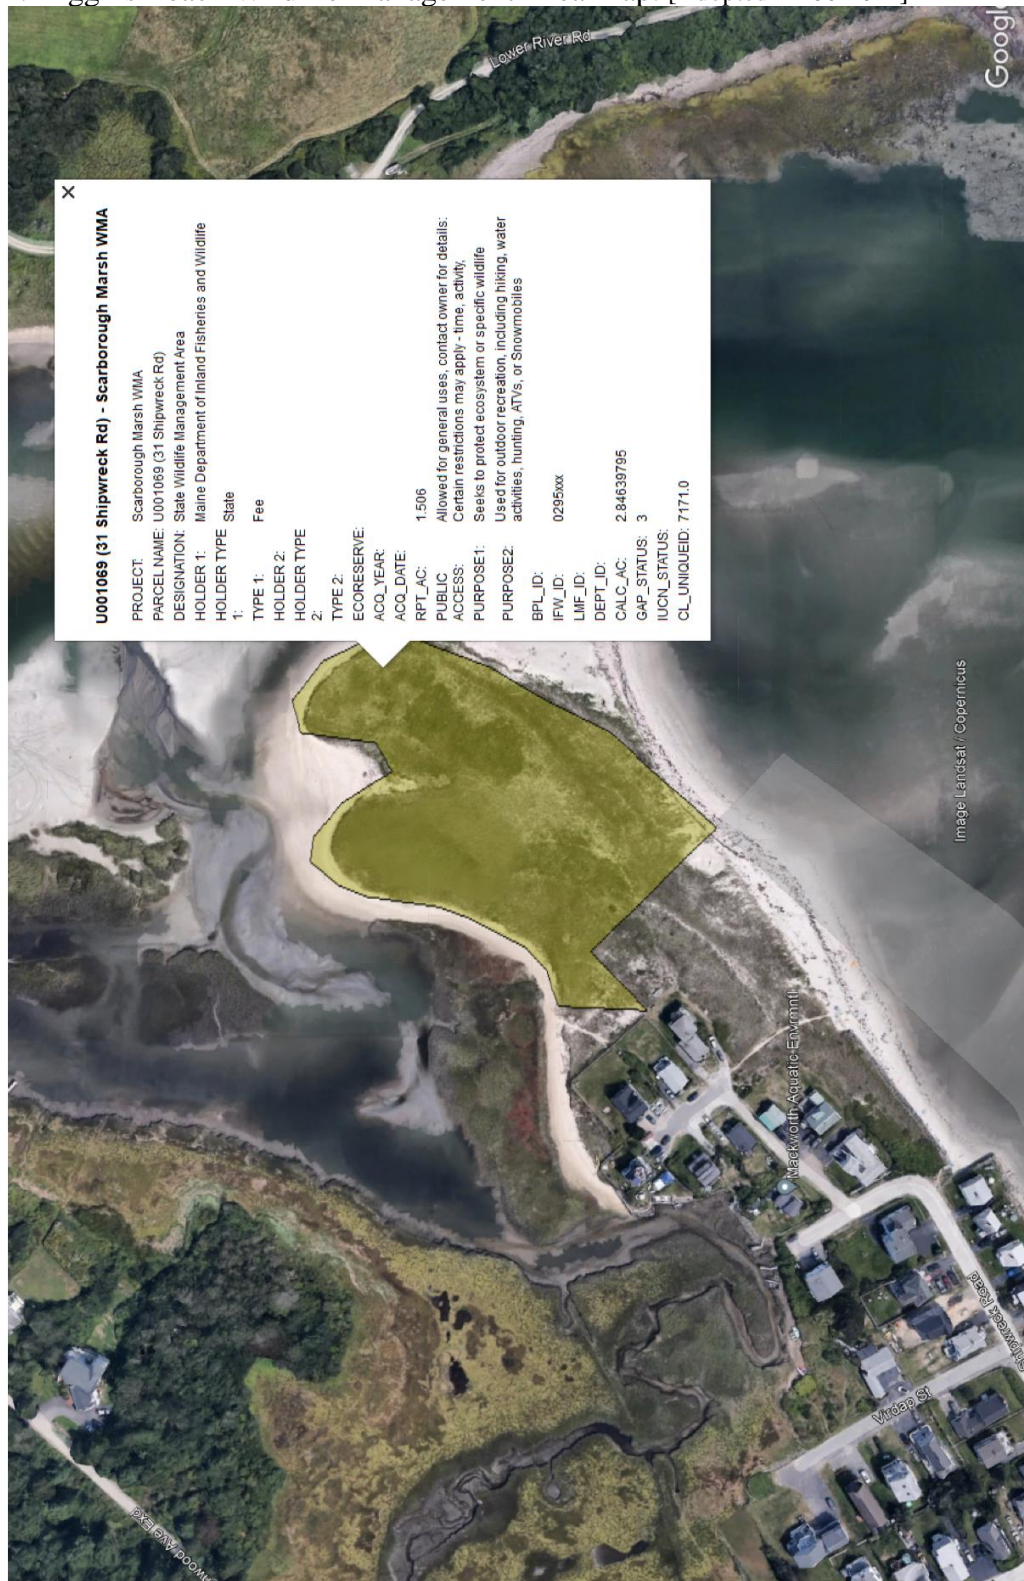 U001069 (31 Shipwreck Rd) - Scarborough Marsh WMA
PROJECT: Scarborough Marsh WMA
PARCEL NAME: U001069 (31 Shipwreck Rd)
DESIGNATION: State Wildlife Management Area
HOLDER 1: Maine Department of Inland Fisheries and Wildlife
HOLDER TYPE 1: State
TYPE 1: Fee
HOLDER 2:
HOLDER TYPE 2:
TYPE 2:
ECORESERVE:
ACQ_YEAR:
ACQ_DATE:
RPT_AC: 1.506
PUBLIC ACCESS: Allowed for general uses, contact owner for details:
Certain restrictions may apply - time, activity,
PURPOSE1: Seeks to protect ecosystem or specific wildlife
PURPOSE2: Used for outdoor recreation, including hiking, water
activities, hunting, ATVs, or Snowmobiles
BPL_ID:
IFW_ID: 0295xxx
LMF_ID:
DEPT_ID:
CALC_AC: 2.84639795
GAP_STATUS: 3
IUCN_STATUS:
CL_UNIQUEID: 7171.0
Lower River Rd
Google
Image Landsat / Copernicus
Mackworth Aquatic Envrmntl
Shipwreck Road
Virdap St
wood Ave Exd